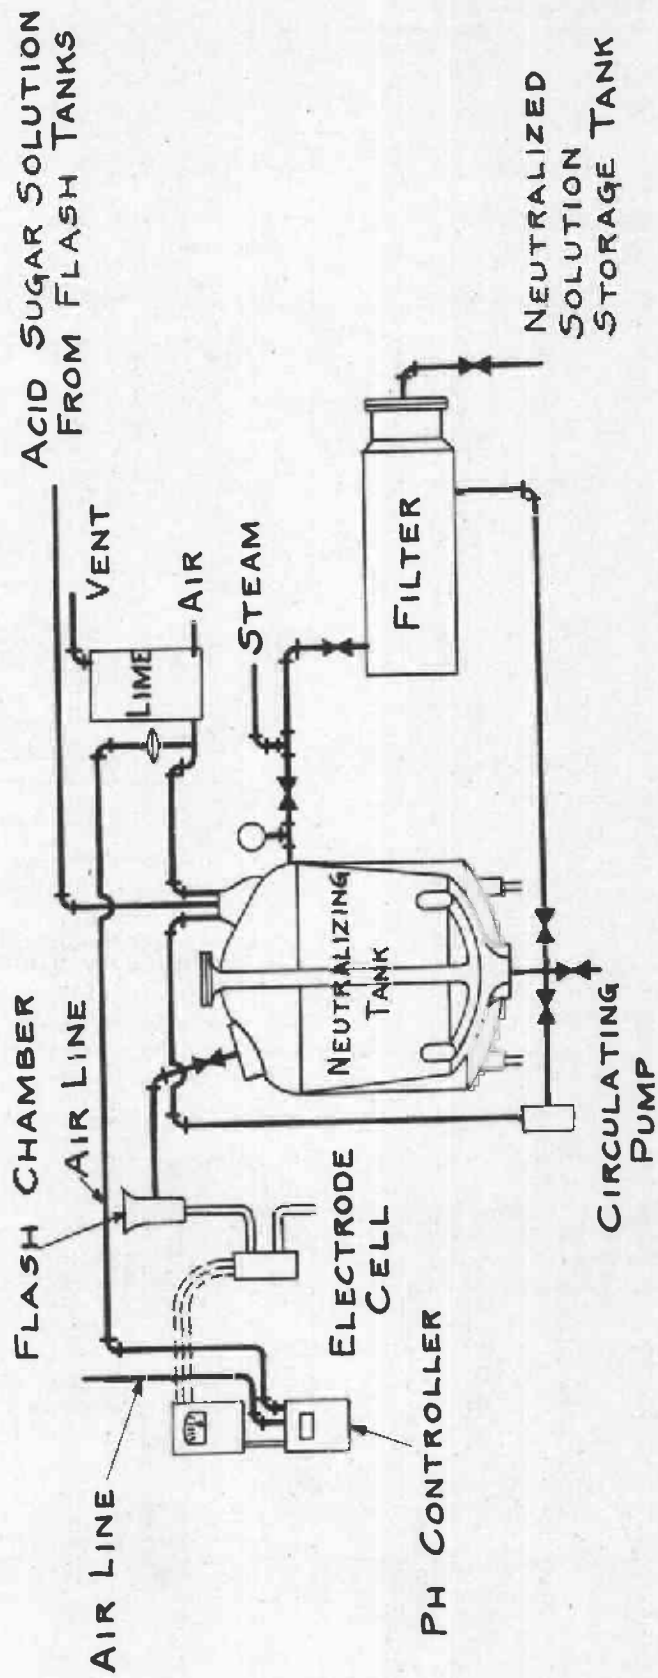 ACID SUGAR SOLUTION
FROM FLASH TANKS
VENT
LIME
AIR
STEAM
FLASH CHAMBER
AIR LINE
AIR LINE
NEUTRALIZING
TANK
FILTER
ELECTRODE
CELL
PH CONTROLLER
CIRCULATING
PUMP
NEUTRALIZED
SOLUTION
STORAGE TANK